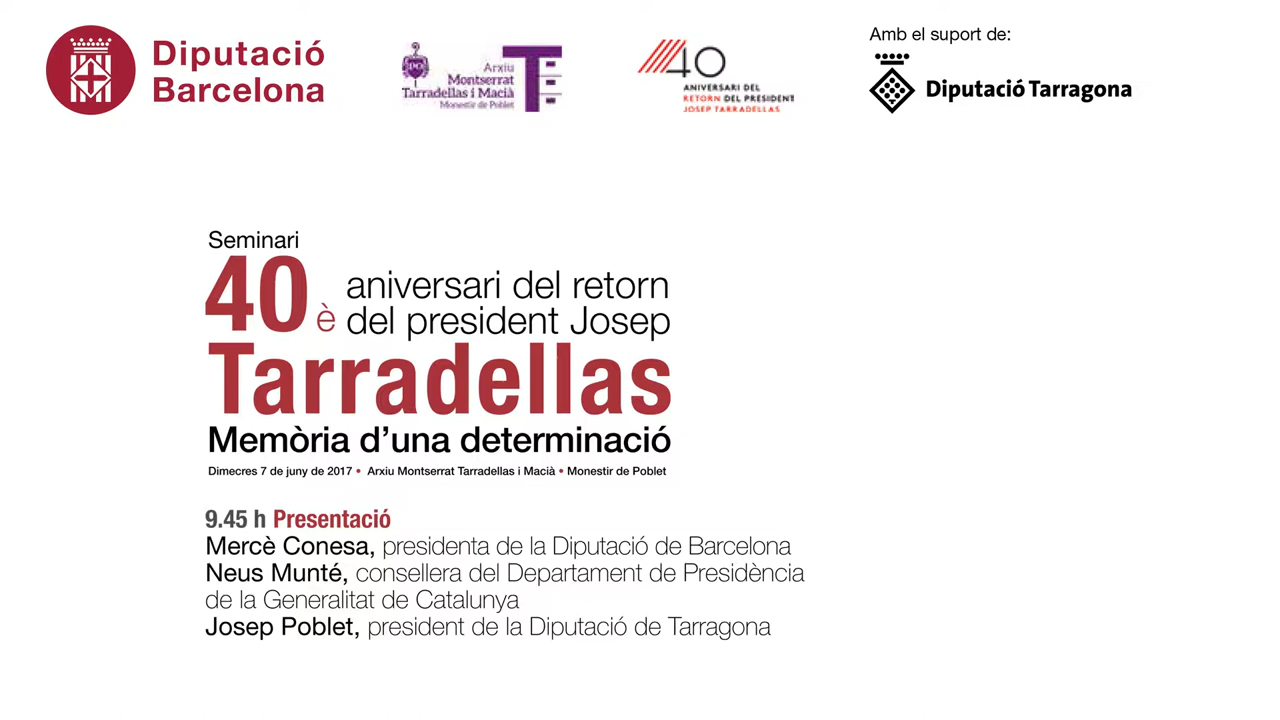 Diputació
Barcelona
Arxiu
Montserrat
Tarradellas i Macià
Monestir de Poblet
40
ANIVERSARI DEL
RETORN DEL PRESIDENT
JOSEP TARRADELLAS
Amb el suport de:
Diputació Tarragona
Seminari
40è aniversari del retorn
del president Josep
Tarradellas
Memòria d’una determinació
Dimecres 7 de juny de 2017 • Arxiu Montserrat Tarradellas i Macià • Monestir de Poblet
9.45 h Presentació
Mercè Conesa, presidenta de la Diputació de Barcelona
Neus Munté, consellera del Departament de Presidència
de la Generalitat de Catalunya
Josep Poblet, president de la Diputació de Tarragona